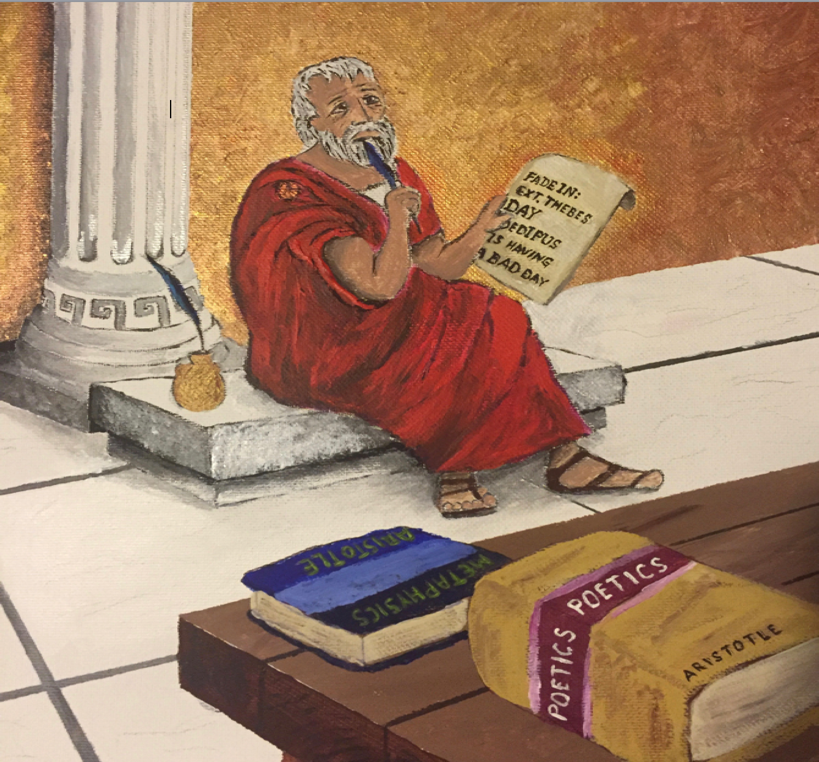 FADE IN:
EXT. THEBES
DAY
OEDIPUS
IS HAVING
A BAD DAY
ARISTOTLE
METAPHYSICS
POETICS POETICS
ARISTOTLE